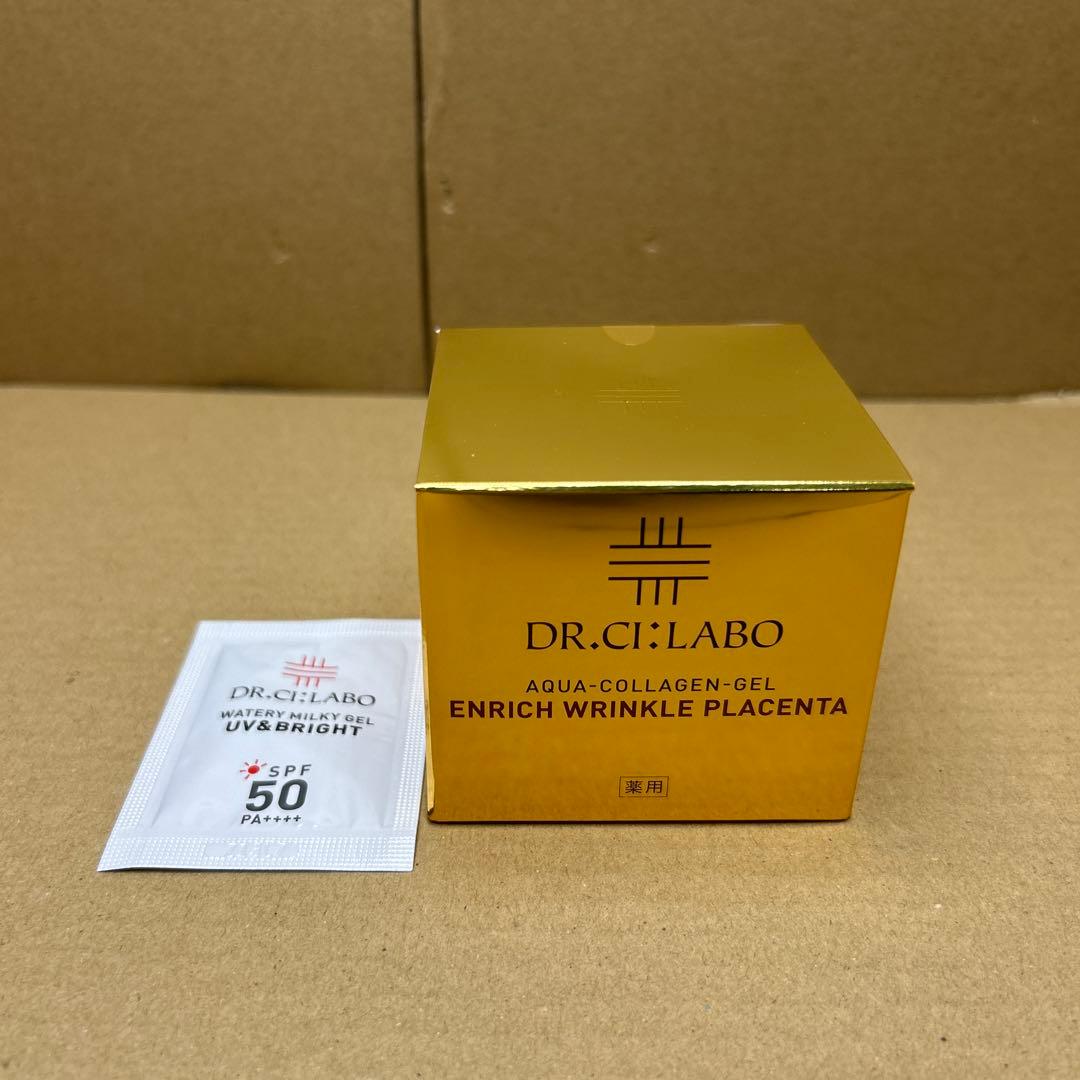 DR.CI:LABO
AQUA-COLLAGEN-GEL
ENRICH WRINKLE PLACENTA
薬用
DR.CI:LABO
WATERY MILKY GEL
UV&BRIGHT
SPF
50
PA++++